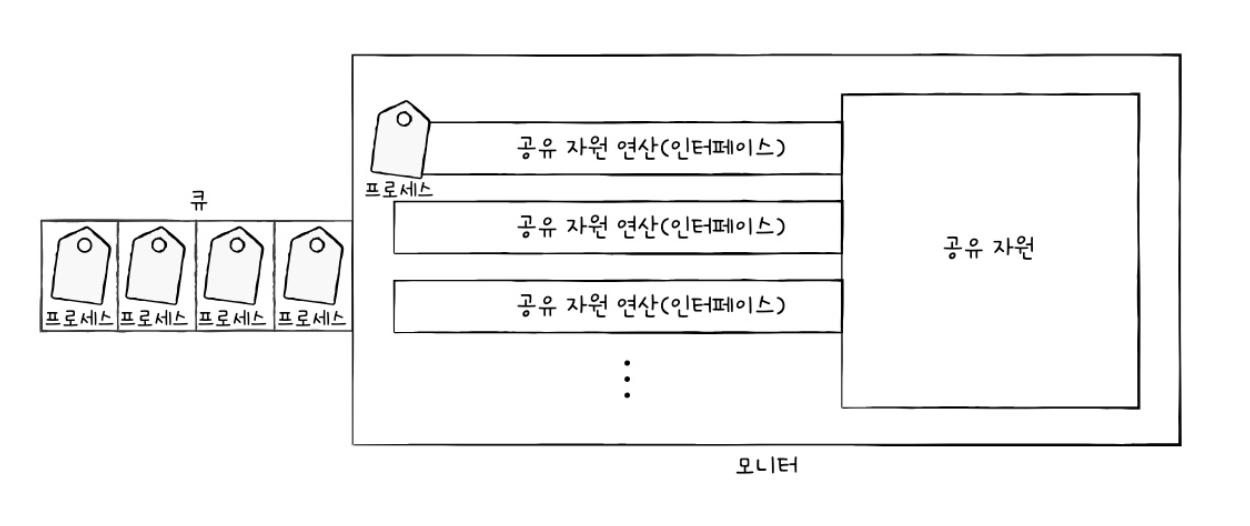 공유 자원 연산(인터페이스)
프로세스
큐
공유 자원 연산(인터페이스)
공유 자원
공유 자원 연산(인터페이스)
프로세스 프로세스 프로세스 프로세스
모니터